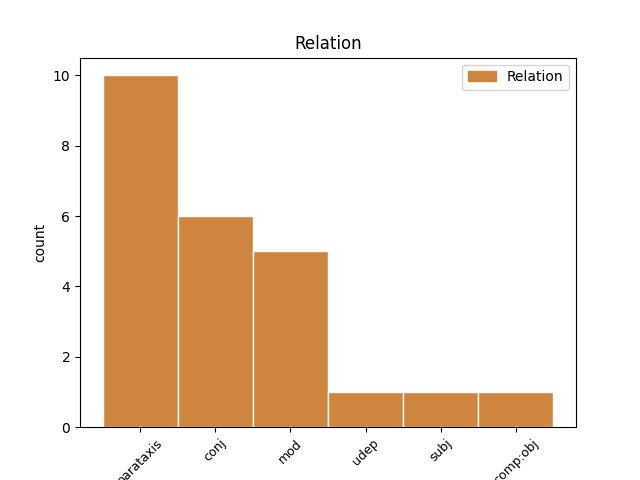 Relation
Relation
count
10
8
6
4
2
0
parataxis
conj
mod
udep
subj
comp:obj